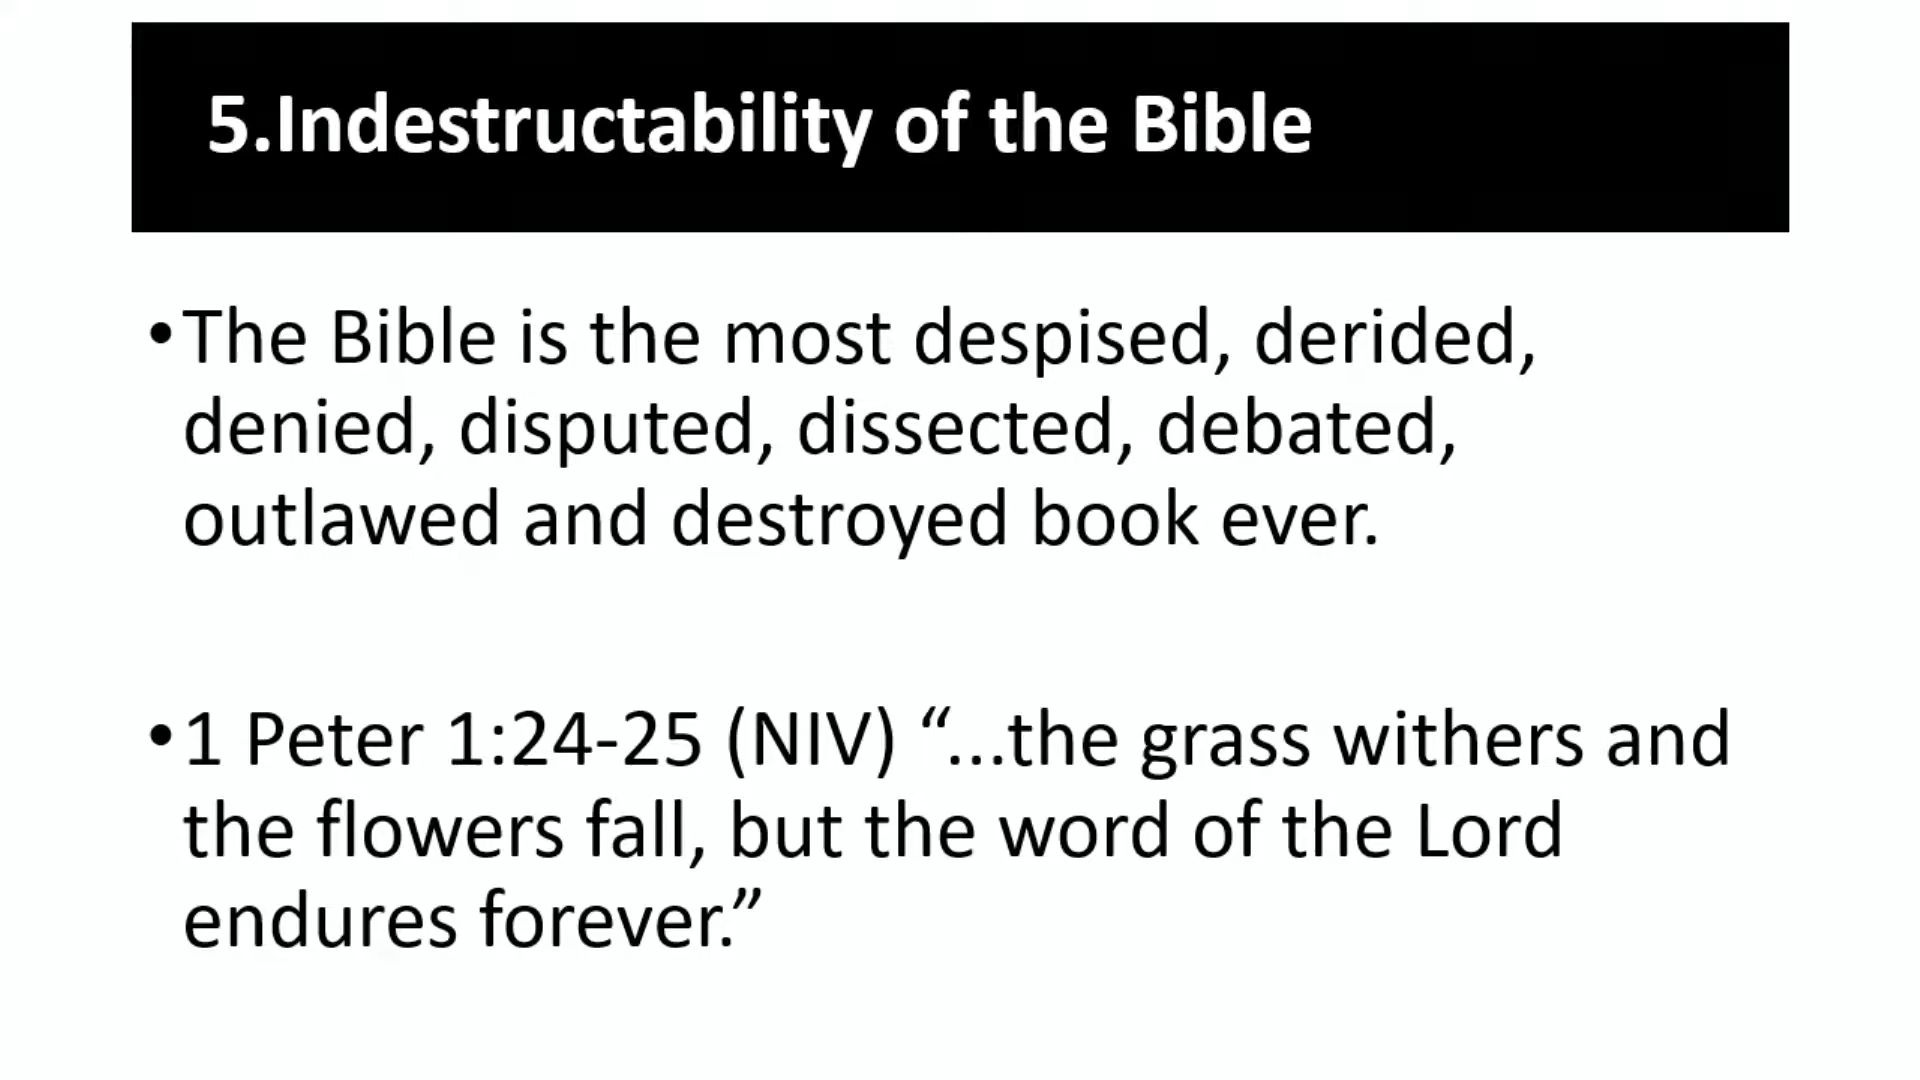 5.Indestructability of the Bible
•The Bible is the most despised, derided,
denied, disputed, dissected, debated,
outlawed and destroyed book ever.
•1 Peter 1:24-25 (NIV) “...the grass withers and
the flowers fall, but the word of the Lord
endures forever.”